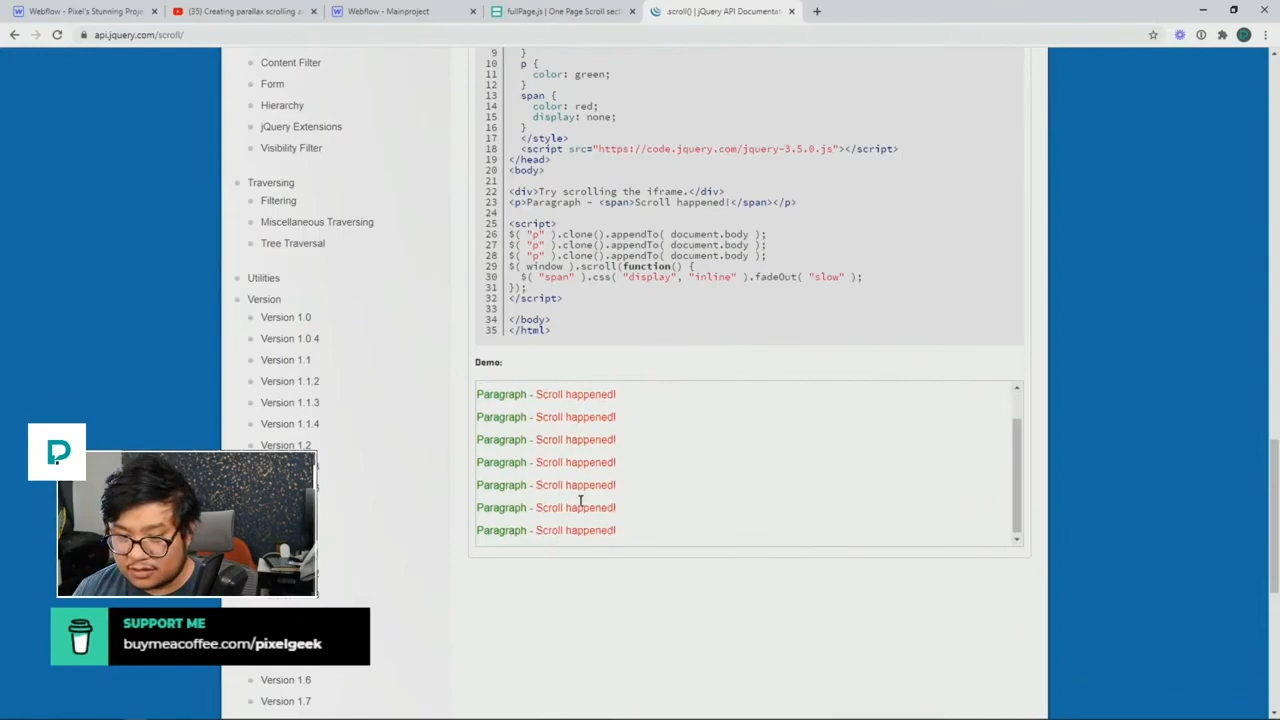 Webflow - Pixel's Stunning Proje
(35) Creating parallax scrolling a
Webflow - Mainproject
fullPage.js | One Page Scroll sect
.scroll() | jQuery API Documentat
api.jquery.com/scroll/
Content Filter
Form
Hierarchy
jQuery Extensions
Visibility Filter
Traversing
Filtering
Miscellaneous Traversing
Tree Traversal
Utilities
Version
Version 1.0
Version 1.0.4
Version 1.1
Version 1.1.2
Version 1.1.3
Version 1.1.4
Version 1.2
Version 1.6
Version 1.7
9 }
10 p {
11 color: green;
12 }
13 span {
14 color: red;
15 display: none;
16 }
17 </style>
18 <script src="https://code.jquery.com/jquery-3.5.0.js"></script>
19 </head>
20 <body>
21
22 <div>Try scrolling the iframe.</div>
23 <p>Paragraph - <span>Scroll happened!</span></p>
24
25 <script>
26 $( "p" ).clone().appendTo( document.body );
27 $( "p" ).clone().appendTo( document.body );
28 $( "p" ).clone().appendTo( document.body );
29 $( window ).scroll(function() {
30 $( "span" ).css( "display", "inline" ).fadeOut( "slow" );
31 });
32 </script>
33
34 </body>
35 </html>
Demo:
Paragraph - Scroll happened!
Paragraph - Scroll happened!
Paragraph - Scroll happened!
Paragraph - Scroll happened!
Paragraph - Scroll happened!
Paragraph - Scroll happened!
Paragraph - Scroll happened!
SUPPORT ME
buymeacoffee.com/pixelgeek